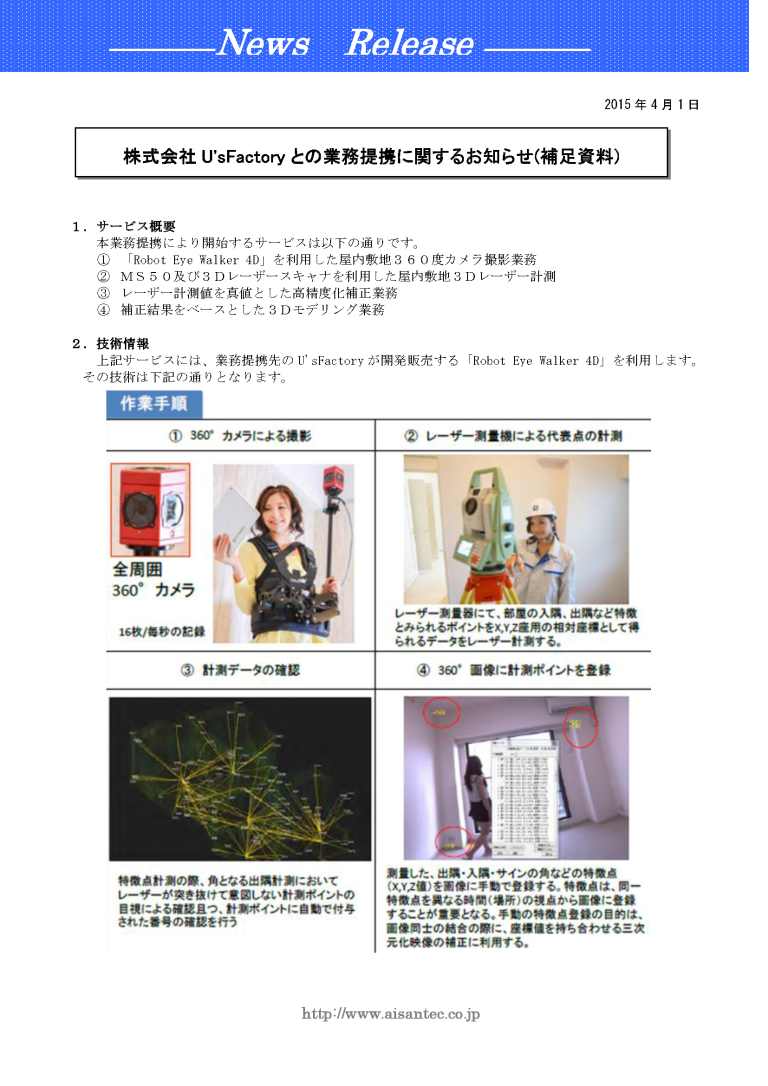 News Release
2015 年 4 月 1 日
株式会社 U'sFactory との業務提携に関するお知らせ(補足資料)
１．サービス概要
本業務提携により開始するサービスは以下の通りです。
① 「Robot Eye Walker 4D」を利用した屋内敷地３６０度カメラ撮影業務
② ＭＳ５０及び３Ｄレーザースキャナを利用した屋内敷地３Ｄレーザー計測
③ レーザー計測値を真値とした高精度化補正業務
④ 補正結果をベースとした３Ｄモデリング業務
２．技術情報
上記サービスには、業務提携先の U'sFactory が開発販売する「Robot Eye Walker 4D」を利用します。
その技術は下記の通りとなります。
作業手順
① 360°カメラによる撮影
② レーザー測量機による代表点の計測
全周囲
360°カメラ
16枚/毎秒の記録
レーザー測量器にて、部屋の入隅、出隅など特徴
とみられるポイントをX,Y,Z座用の相対座標として得
られるデータをレーザー計測する。
③ 計測データの確認
④ 360°画像に計測ポイントを登録
特徴点計測の際、角となる出隅計測において
レーザーが突き抜けて意図しない計測ポイントの
目視による確認且つ、計測ポイントに自動で付与
された番号の確認を行う
測量した、出隅・入隅・サインの角などの特徴点
(X,Y,Z値)を画像に手動で登録する。特徴点は、同一
特徴点を異なる時間(場所)の視点から画像に登録
することが重要となる。手動の特徴点登録の目的は、
画像同士の結合の際に、座標値を持ち合わせる三次
元化映像の補正に利用する。
http://www.aisantec.co.jp